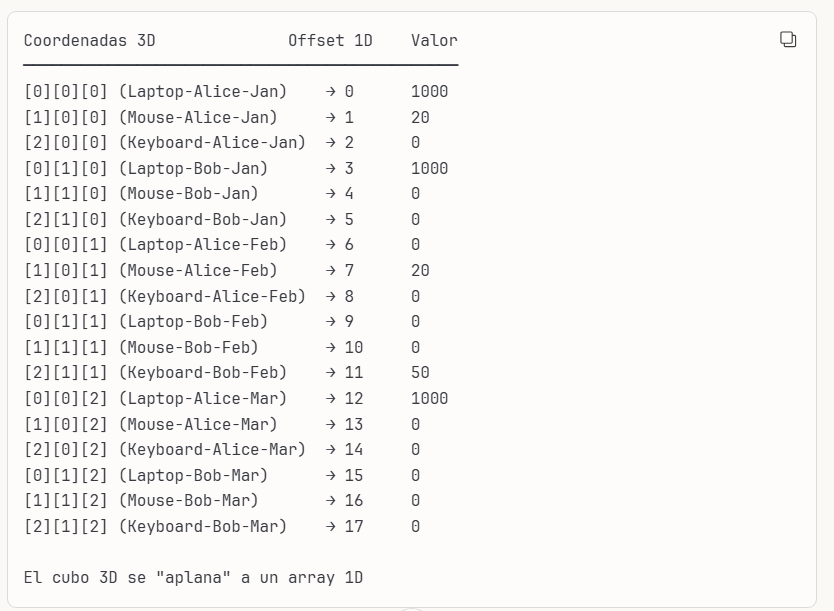 Coordenadas 3D              Offset 1D    Valor
[0][0][0] (Laptop-Alice-Jan)    → 0      1000
[1][0][0] (Mouse-Alice-Jan)     → 1      20
[2][0][0] (Keyboard-Alice-Jan)  → 2      0
[0][1][0] (Laptop-Bob-Jan)      → 3      1000
[1][1][0] (Mouse-Bob-Jan)       → 4      0
[2][1][0] (Keyboard-Bob-Jan)    → 5      0
[0][0][1] (Laptop-Alice-Feb)    → 6      0
[1][0][1] (Mouse-Alice-Feb)     → 7      20
[2][0][1] (Keyboard-Alice-Feb)  → 8      0
[0][1][1] (Laptop-Bob-Feb)      → 9      0
[1][1][1] (Mouse-Bob-Feb)       → 10     0
[2][1][1] (Keyboard-Bob-Feb)    → 11     50
[0][0][2] (Laptop-Alice-Mar)    → 12     1000
[1][0][2] (Mouse-Alice-Mar)     → 13     0
[2][0][2] (Keyboard-Alice-Mar)  → 14     0
[0][1][2] (Laptop-Bob-Mar)      → 15     0
[1][1][2] (Mouse-Bob-Mar)       → 16     0
[2][1][2] (Keyboard-Bob-Mar)    → 17     0
El cubo 3D se "aplana" a un array 1D